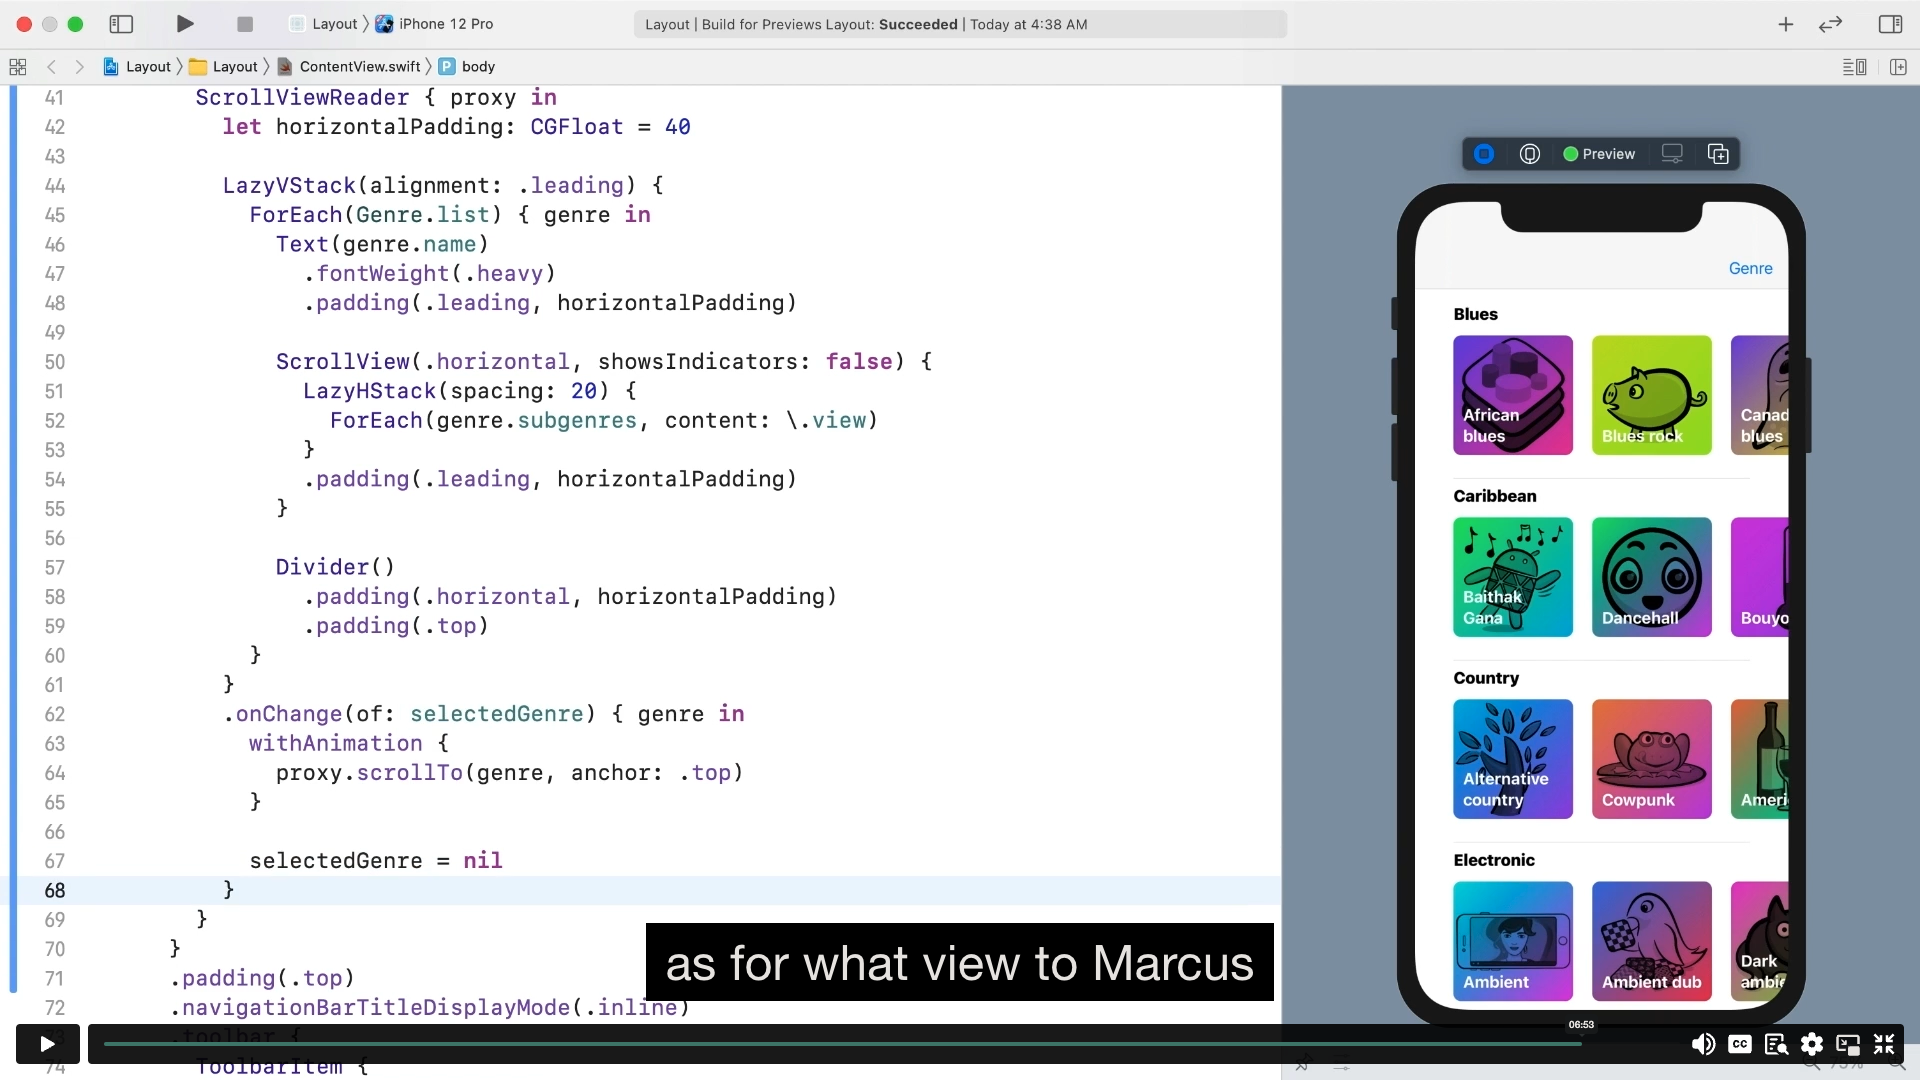 Layout
iPhone 12 Pro
Layout | Build for Previews Layout: Succeeded | Today at 4:38 AM
Layout
Layout
ContentView.swift
P
body
41 ScrollViewReader { proxy in
42 let horizontalPadding: CGFloat = 40
43
44 LazyVStack(alignment: .leading) {
45 ForEach(Genre.list) { genre in
46 Text(genre.name)
47 .fontWeight(.heavy)
48 .padding(.leading, horizontalPadding)
49
50 ScrollView(.horizontal, showsIndicators: false) {
51 LazyHStack(spacing: 20) {
52 ForEach(genre.subgenres, content: \.view)
53 }
54 .padding(.leading, horizontalPadding)
55 }
56
57 Divider()
58 .padding(.horizontal, horizontalPadding)
59 .padding(.top)
60 }
61 }
62 .onChange(of: selectedGenre) { genre in
63 withAnimation {
64 proxy.scrollTo(genre, anchor: .top)
65 }
66
67 selectedGenre = nil
68 }
69 }
70 }
71 .padding(.top)
72 .navigationBarTitleDisplayMode(.inline)
73 .toolbar {
74 ToolbarItem {
as for what view to Marcus
Preview
Genre
Blues
African
blues
Blues rock
Canad
blues
Caribbean
Baithak
Gana
Dancehall
Bouyo
Country
Alternative
country
Cowpunk
Ameri
Electronic
Ambient
Ambient dub
Dark
ambie
06:53
CC
75%